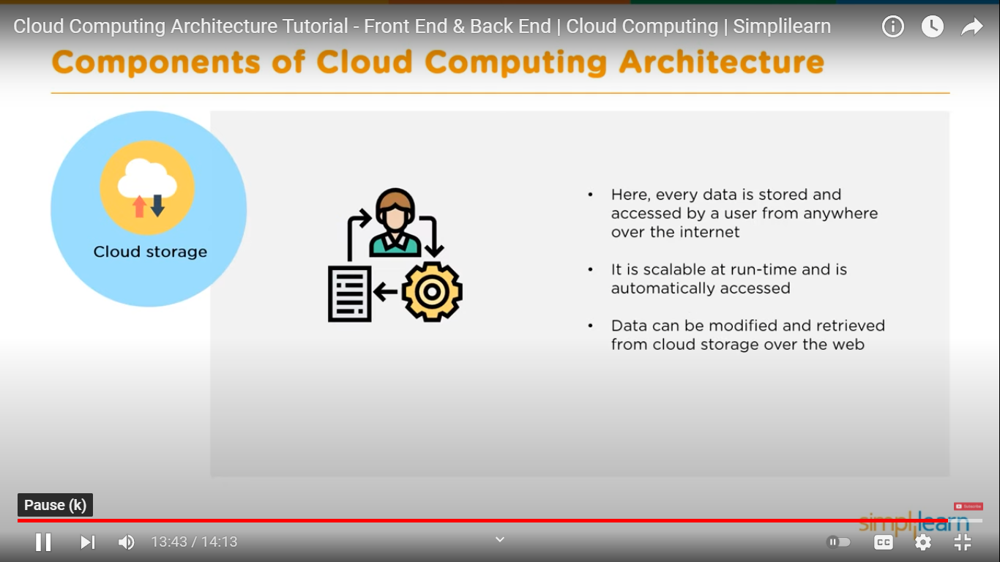 Cloud Computing Architecture Tutorial - Front End & Back End | Cloud Computing | Simplilearn
Components of Cloud Computing Architecture
Cloud storage
• Here, every data is stored and
accessed by a user from anywhere
over the internet
• It is scalable at run-time and is
automatically accessed
• Data can be modified and retrieved
from cloud storage over the web
Pause (k)
Subscribe
simplilearn
13:43 / 14:13
CC